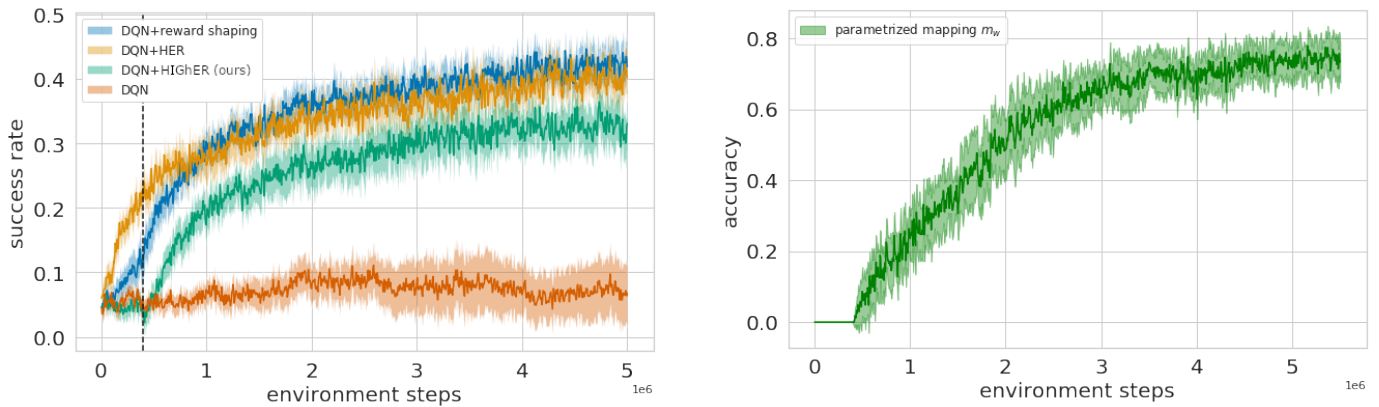 0.5
0.4
0.3
0.2
0.1
0.0
success rate
DQN+reward shaping
DQN+HER
DQN+HIGhER (ours)
DQN
0 1 2 3 4 5
1e6
environment steps
0.8
0.6
0.4
0.2
0.0
accuracy
parametrized mapping m_w
0 1 2 3 4 5
1e6
environment steps